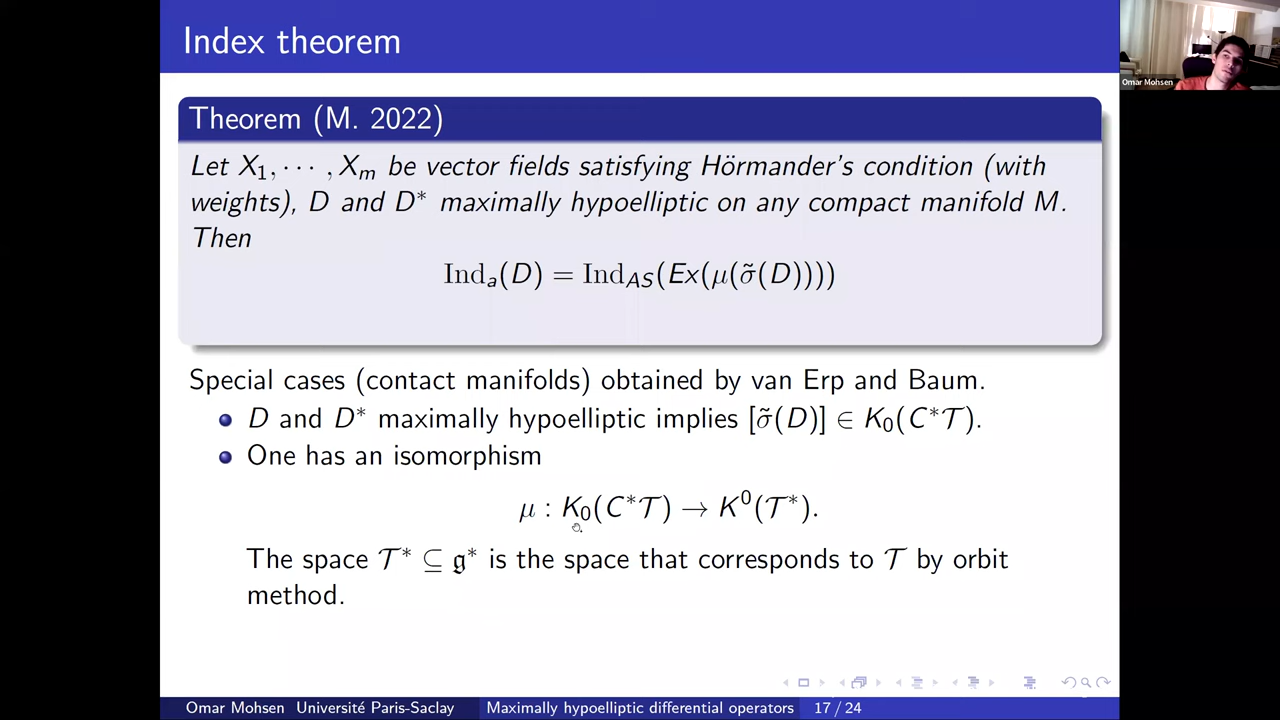 Index theorem
Omar Mohsen
Theorem (M. 2022)
Let X₁, ⋯ , Xₘ be vector fields satisfying Hörmander's condition (with
weights), D and D* maximally hypoelliptic on any compact manifold M.
Then
Indₐ(D) = Ind_{AS}(Ex(μ(σ̃(D))))
Special cases (contact manifolds) obtained by van Erp and Baum.
D and D* maximally hypoelliptic implies [σ̃(D)] ∈ K₀(C*𝒯).
One has an isomorphism
μ : K₀(C*𝒯) → K⁰(𝒯*).
The space 𝒯* ⊆ 𝔤* is the space that corresponds to 𝒯 by orbit
method.
Omar Mohsen Université Paris-Saclay Maximally hypoelliptic differential operators 17 / 24